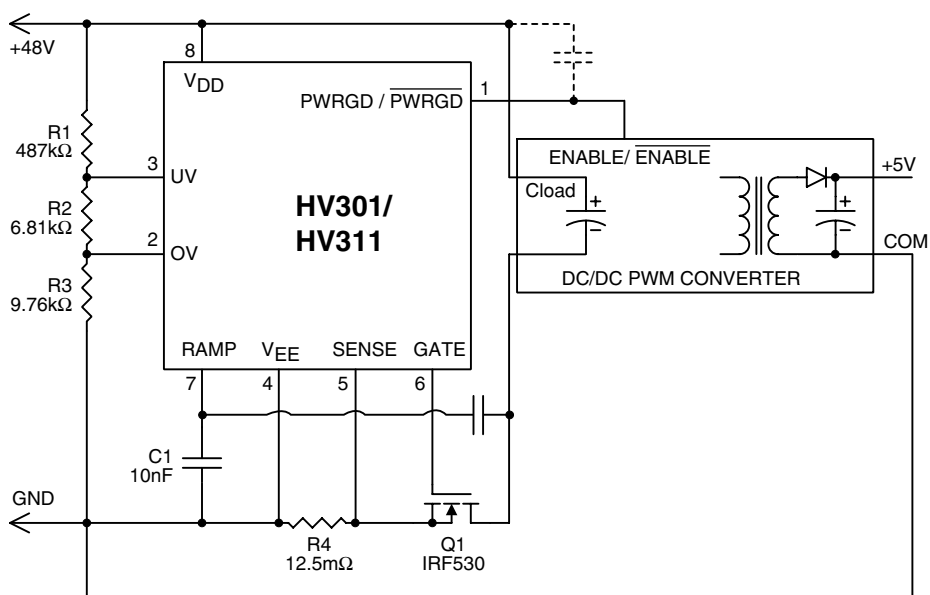 +48V
8
VDD
PWRGD / PWRGD
1
R1
487kΩ
3
UV
ENABLE/ ENABLE
+5V
Cload
+
−
+
−
R2
6.81kΩ
HV301/
HV311
2
OV
COM
R3
9.76kΩ
DC/DC PWM CONVERTER
RAMP
VEE
SENSE
GATE
7
4
5
6
C1
10nF
GND
R4
12.5mΩ
Q1
IRF530